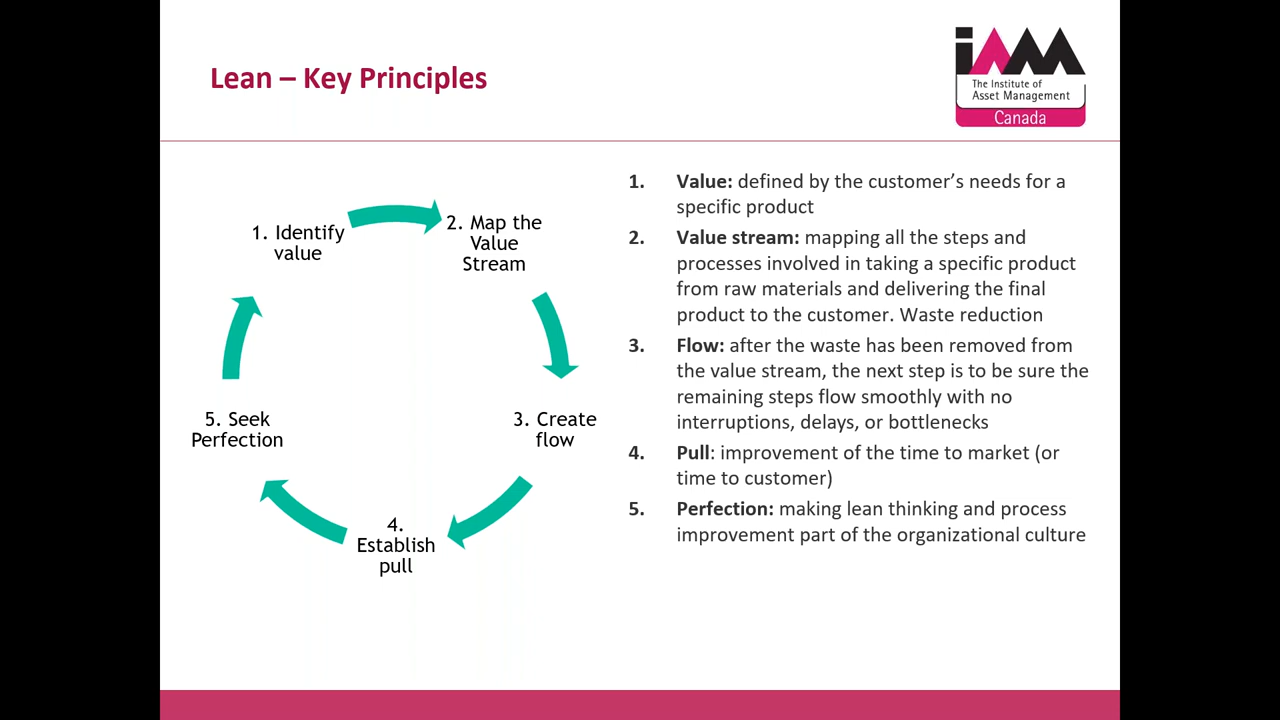 Lean – Key Principles
iAM
The Institute of
Asset Management
Canada
1. Identify
value
2. Map the
Value
Stream
3. Create
flow
4.
Establish
pull
5. Seek
Perfection
1. Value: defined by the customer’s needs for a
specific product
2. Value stream: mapping all the steps and
processes involved in taking a specific product
from raw materials and delivering the final
product to the customer. Waste reduction
3. Flow: after the waste has been removed from
the value stream, the next step is to be sure the
remaining steps flow smoothly with no
interruptions, delays, or bottlenecks
4. Pull: improvement of the time to market (or
time to customer)
5. Perfection: making lean thinking and process
improvement part of the organizational culture